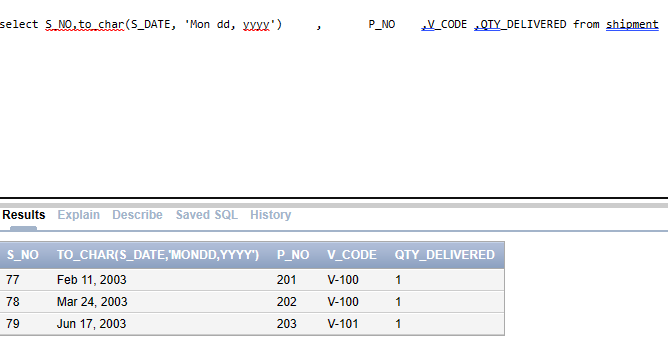 select S_NO,to_char(S_DATE, 'Mon dd, yyyy') , P_NO ,V_CODE ,QTY_DELIVERED from shipment
Results Explain Describe Saved SQL History
S_NO TO_CHAR(S_DATE,'MONDD,YYYY') P_NO V_CODE QTY_DELIVERED
77 Feb 11, 2003 201 V-100 1
78 Mar 24, 2003 202 V-100 1
79 Jun 17, 2003 203 V-101 1